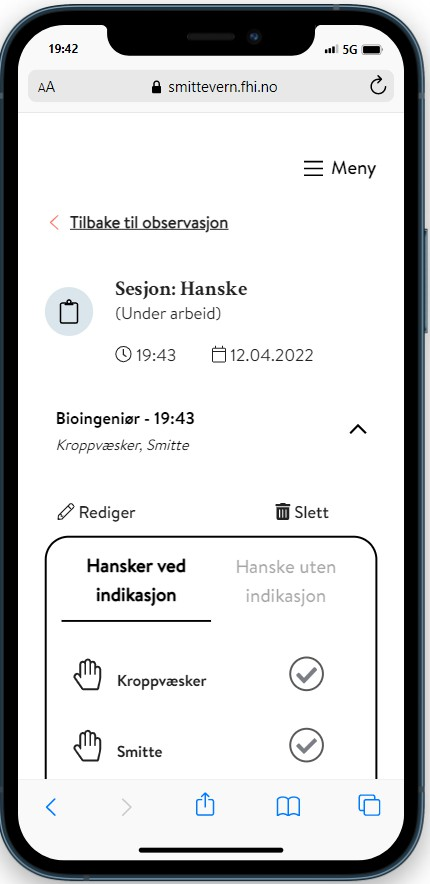 19:42
5G
AA
smittevern.fhi.no
Meny
Tilbake til observasjon
Sesjon: Hanske
(Under arbeid)
19:43 12.04.2022
Bioingeniør - 19:43
Kroppvæsker, Smitte
Rediger Slett
Hansker ved indikasjon
Hanske uten indikasjon
Kroppvæsker
Smitte